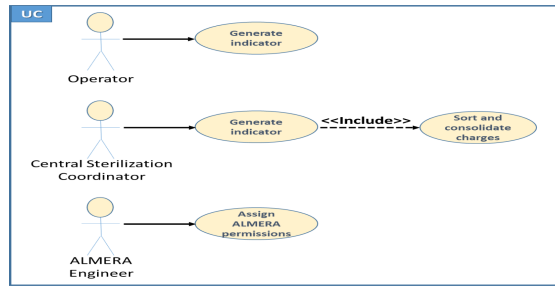 UC
Generate
indicator
Operator
Generate
indicator
<<Include>>
Sort and
consolidate
charges
Central Sterilization
Coordinator
Assign
ALMERA
permissions
ALMERA
Engineer